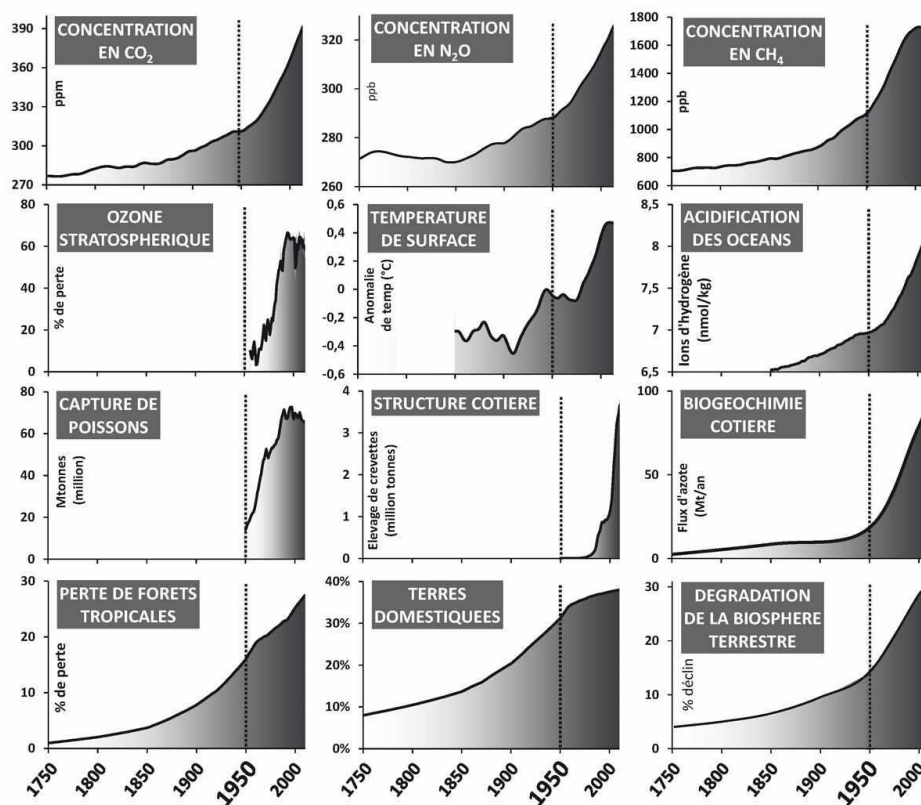 390
360
330
300
270
ppm
CONCENTRATION
EN CO₂
320
300
280
260
ppb
CONCENTRATION
EN N₂O
1800
1600
1400
1200
1000
800
600
ppb
CONCENTRATION
EN CH₄
80
60
40
20
0
% de perte
OZONE
STRATOSPHERIQUE
0,6
0,4
0,2
0
-0,2
-0,4
-0,6
Anomalie
de temp (°C)
TEMPERATURE
DE SURFACE
8,5
8
7,5
7
6,5
Ions d'hydrogène
(nmol/kg)
ACIDIFICATION
DES OCEANS
80
60
40
20
0
Mtonnes
(million)
CAPTURE DE
POISSONS
4
3
2
1
0
Elevage de crevettes
(million tonnes)
STRUCTURE COTIERE
100
50
0
Flux d'azote
(Mt/an
BIOGEOCHIMIE
COTIERE
30
20
10
0
% de perte
PERTE DE FORETS
TROPICALES
1750
1800
1850
1900
1950
2000
40%
30%
20%
10%
0%
TERRES
DOMESTIQUEES
1750
1800
1850
1900
1950
2000
30
20
10
0
% déclin
DEGRADATION
DE LA BIOSPHERE
TERRESTRE
1750
1800
1850
1900
1950
2000